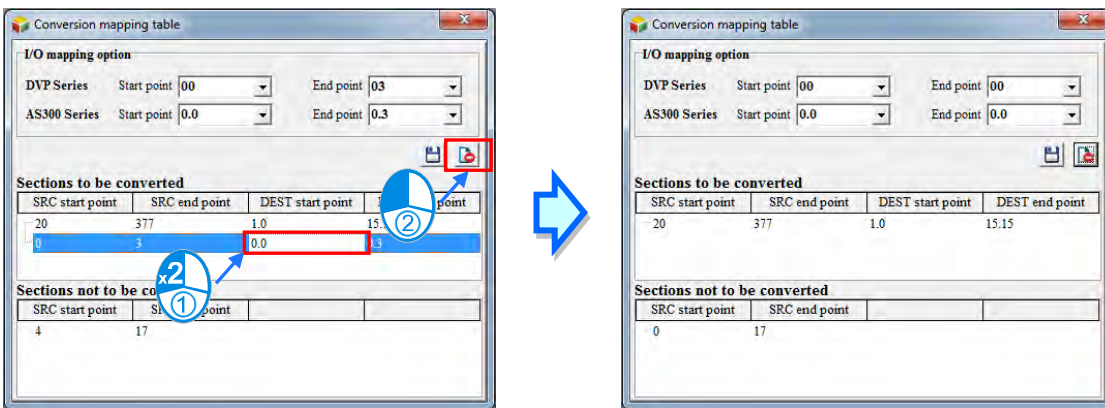 Conversion mapping table
I/O mapping option
DVP Series Start point 00 End point 03
AS300 Series Start point 0.0 End point 0.3
Sections to be converted
SRC start point SRC end point DEST start point point
20 377 1.0 15.
0 3 0.0 0.3
x2
①
②
Sections not to be co
SRC start point point
4 17
Conversion mapping table
I/O mapping option
DVP Series Start point 00 End point 00
AS300 Series Start point 0.0 End point 0.0
Sections to be converted
SRC start point SRC end point DEST start point DEST end point
20 377 1.0 15.15
Sections not to be converted
SRC start point SRC end point
0 17